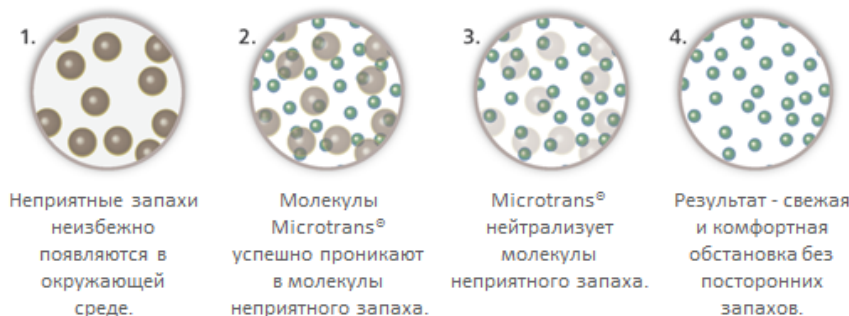 1.
Неприятные запахи
неизбежно
появляются в
окружающей
среде.
2.
Молекулы
Microtrans®
успешно проникают
в молекулы
неприятного запаха.
3.
Microtrans®
нейтрализует
молекулы
неприятного запаха.
4.
Результат - свежая
и комфортная
обстановка без
посторонних
запахов.